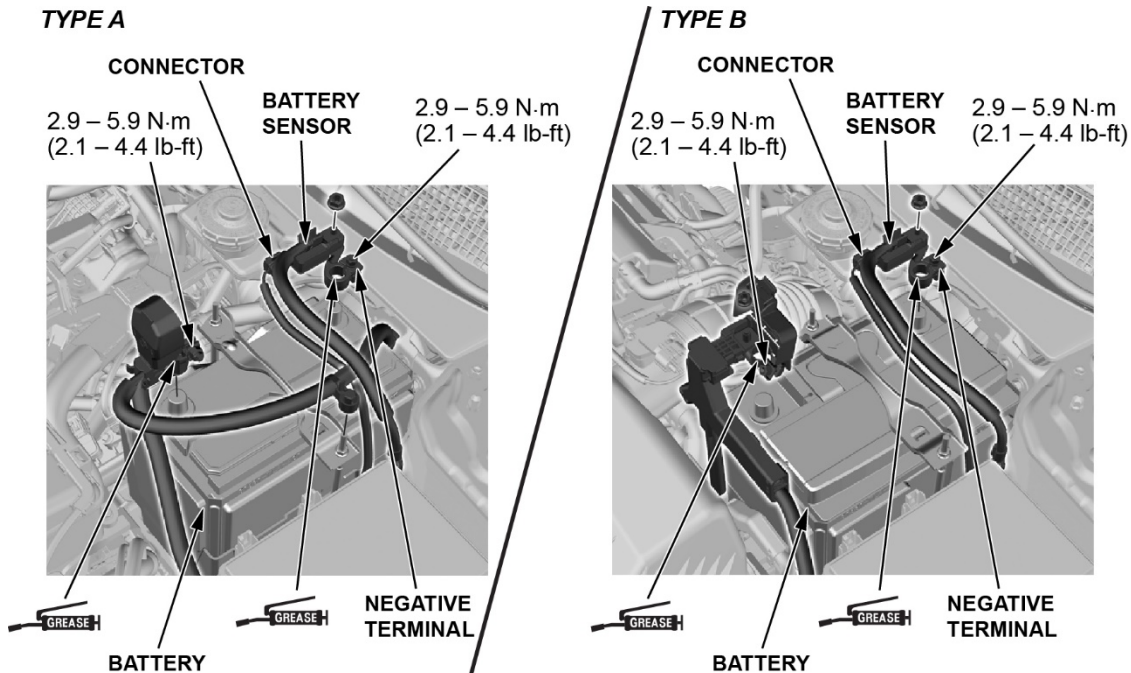 TYPE A
CONNECTOR
BATTERY
SENSOR
2.9 – 5.9 N·m
(2.1 – 4.4 lb-ft)
2.9 – 5.9 N·m
(2.1 – 4.4 lb-ft)
GREASE
GREASE
NEGATIVE
TERMINAL
BATTERY
TYPE B
CONNECTOR
BATTERY
SENSOR
2.9 – 5.9 N·m
(2.1 – 4.4 lb-ft)
2.9 – 5.9 N·m
(2.1 – 4.4 lb-ft)
GREASE
GREASE
NEGATIVE
TERMINAL
BATTERY